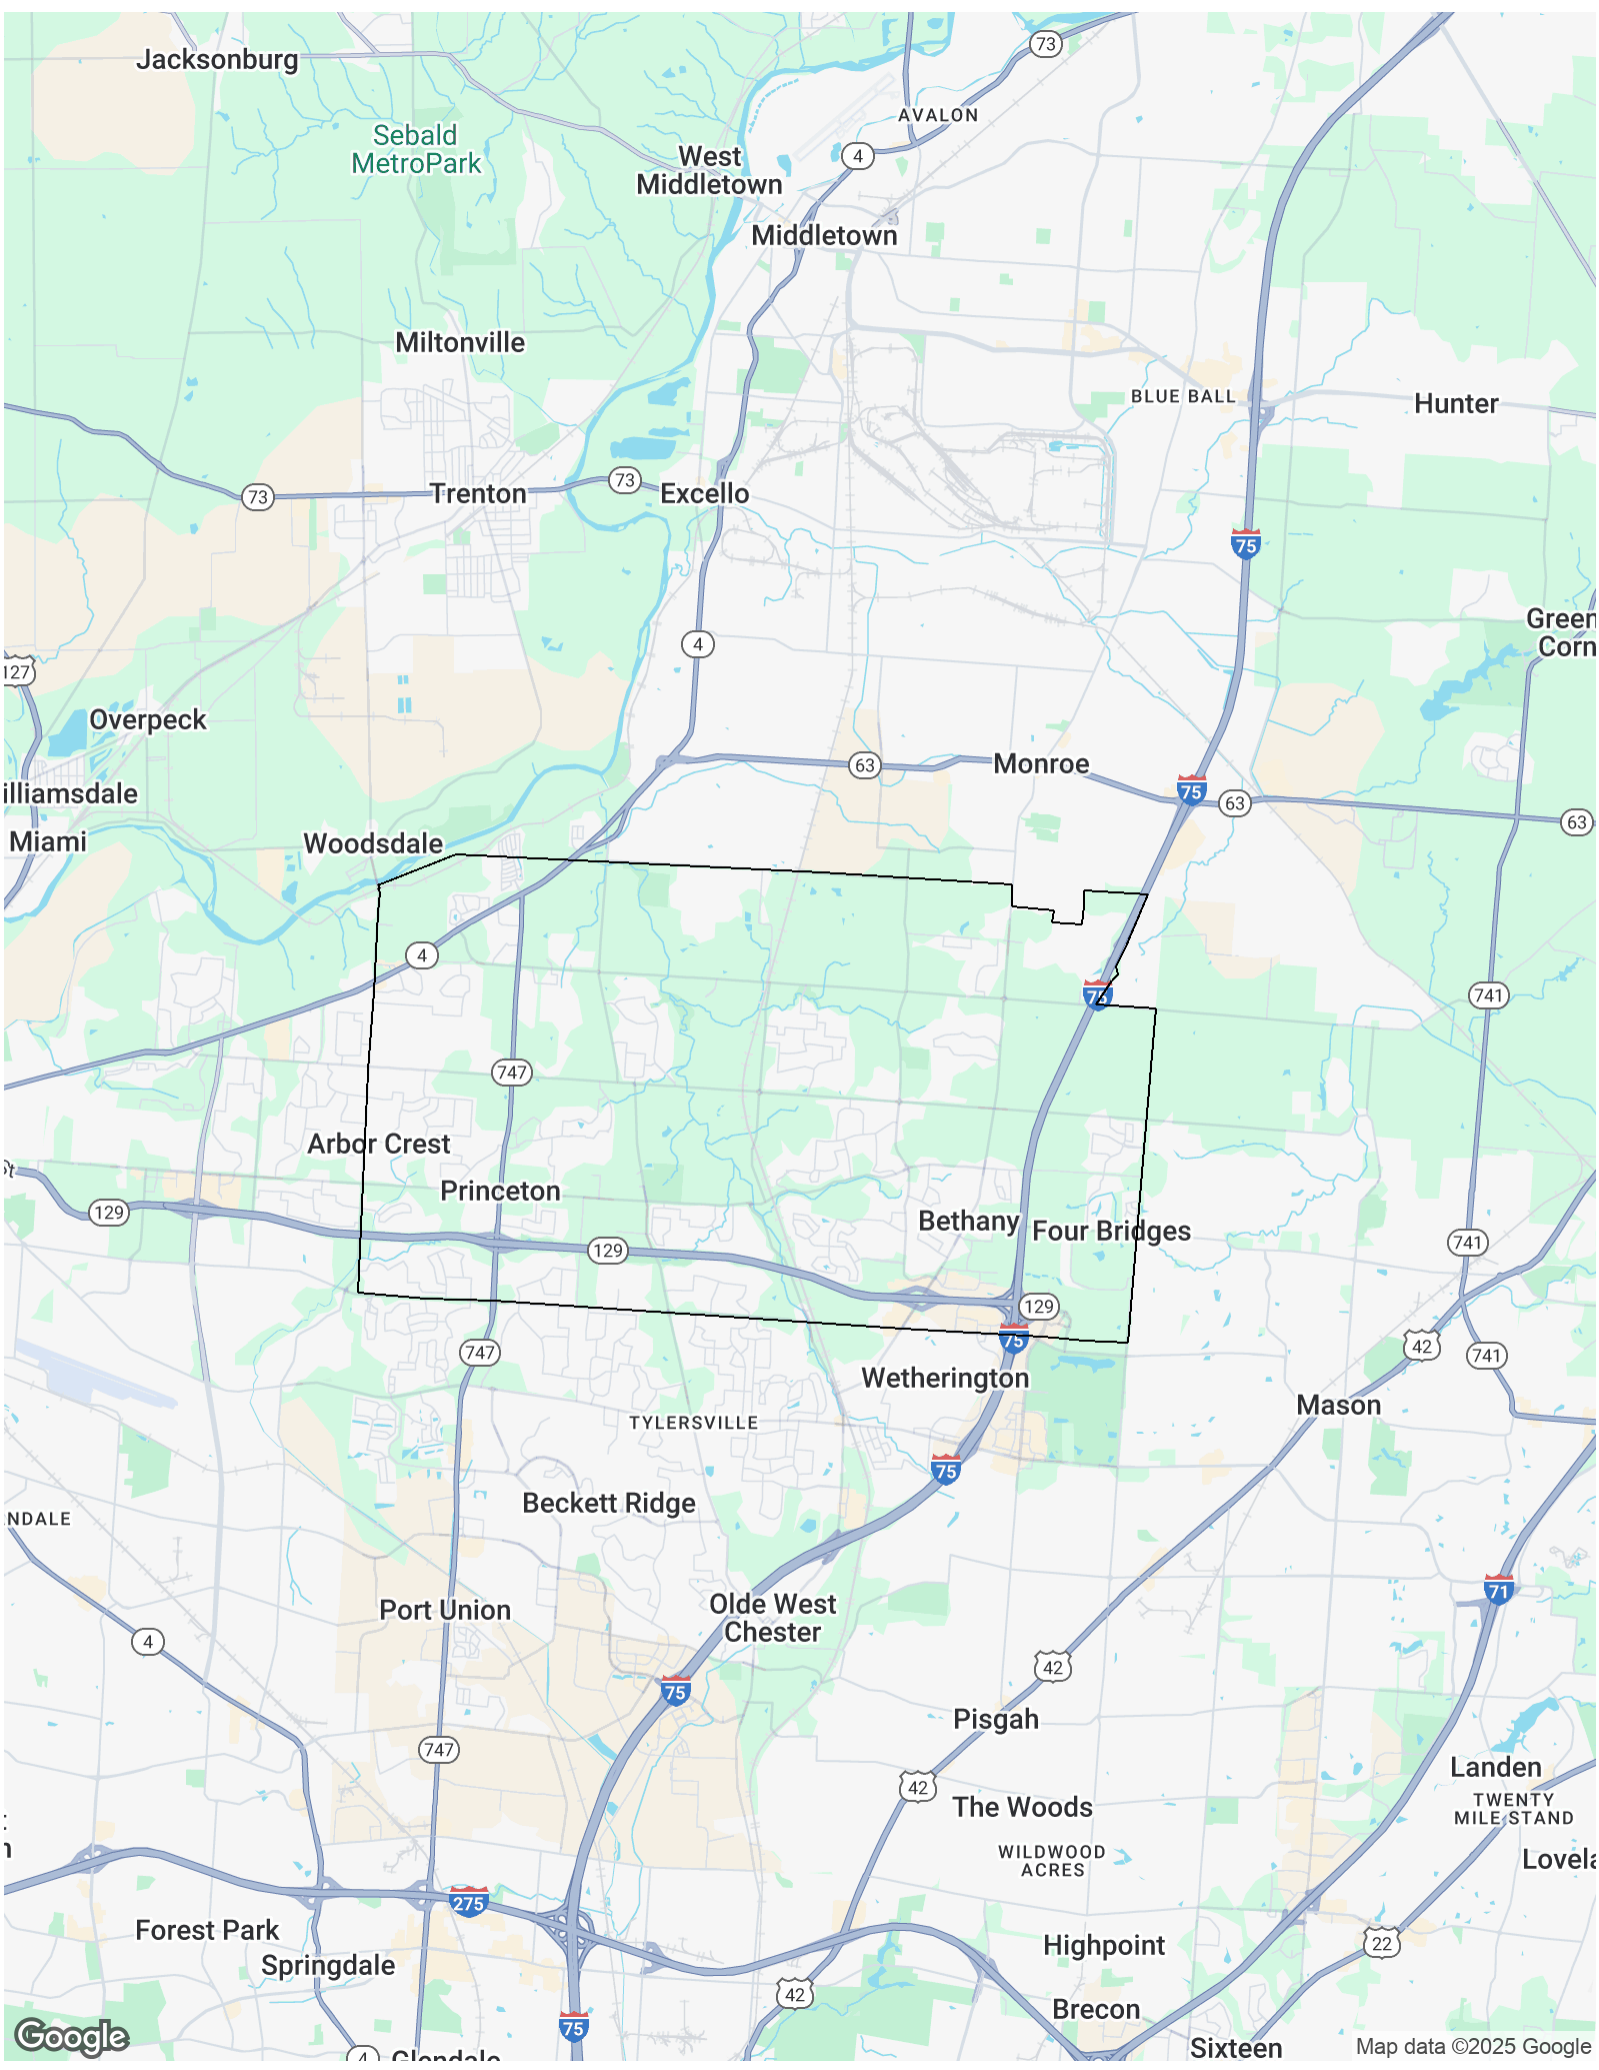 73
Jacksonburg
AVALON
Sebald
MetroPark
4
West
Middletown
Middletown
Miltonville
BLUE BALL
Hunter
73
73
Trenton
Excello
75
Green
Corn
4
127
Overpeck
63
Monroe
75
63
63
illiamsdale
Miami
Woodsdale
4
75
741
747
Arbor Crest
Princeton
129
Bethany
Four Bridges
129
741
129
75
747
42
741
Wetherington
Mason
TYLERSVILLE
75
Beckett Ridge
NDALE
71
Port Union
Olde West
Chester
4
42
75
Pisgah
747
42
Landen
TWENTY
MILE STAND
The Woods
WILDWOOD
ACRES
Lovela
275
Forest Park
Springdale
Highpoint
22
42
Brecon
75
Google
4
Glendale
Sixteen
Map data ©2025 Google